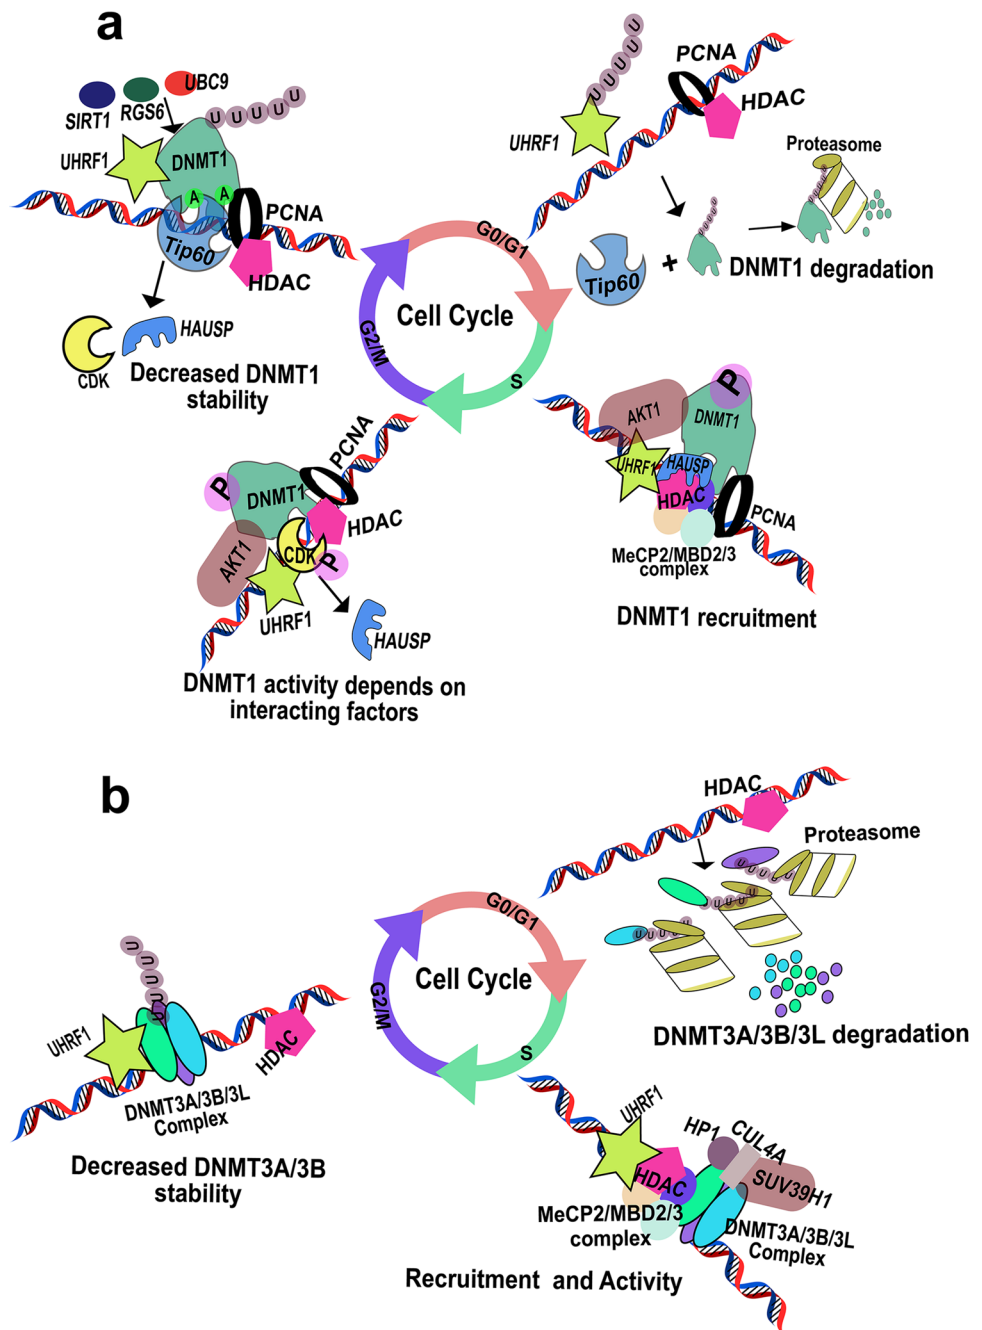 a
SIRT1
RGS6
UBC9
U U U U U
UHRF1
DNMT1
A A
PCNA
Tip60
HDAC
CDK
HAUSP
Decreased DNMT1
stability
U U U U U
UHRF1
PCNA
HDAC
Proteasome
U U U U U
U U U U U
Tip60
+
DNMT1 degradation
Cell Cycle
G0/G1
S
G2/M
AKT1
DNMT1
P
UHRF1
HAUSP
HDAC
PCNA
MeCP2/MBD2/3
complex
DNMT1 recruitment
P
DNMT1
PCNA
HDAC
AKT1
CDK
P
UHRF1
HAUSP
DNMT1 activity depends on
interacting factors
b
HDAC
Proteasome
U U U U U
U U U U U
U U U U U
DNMT3A/3B/3L degradation
Cell Cycle
G0/G1
S
G2/M
U U U U U
UHRF1
HDAC
DNMT3A/3B/3L
Complex
Decreased DNMT3A/3B
stability
UHRF1
HP1
CUL4A
HDAC
SUV39H1
MeCP2/MBD2/3
complex
DNMT3A/3B/3L
Complex
Recruitment and Activity